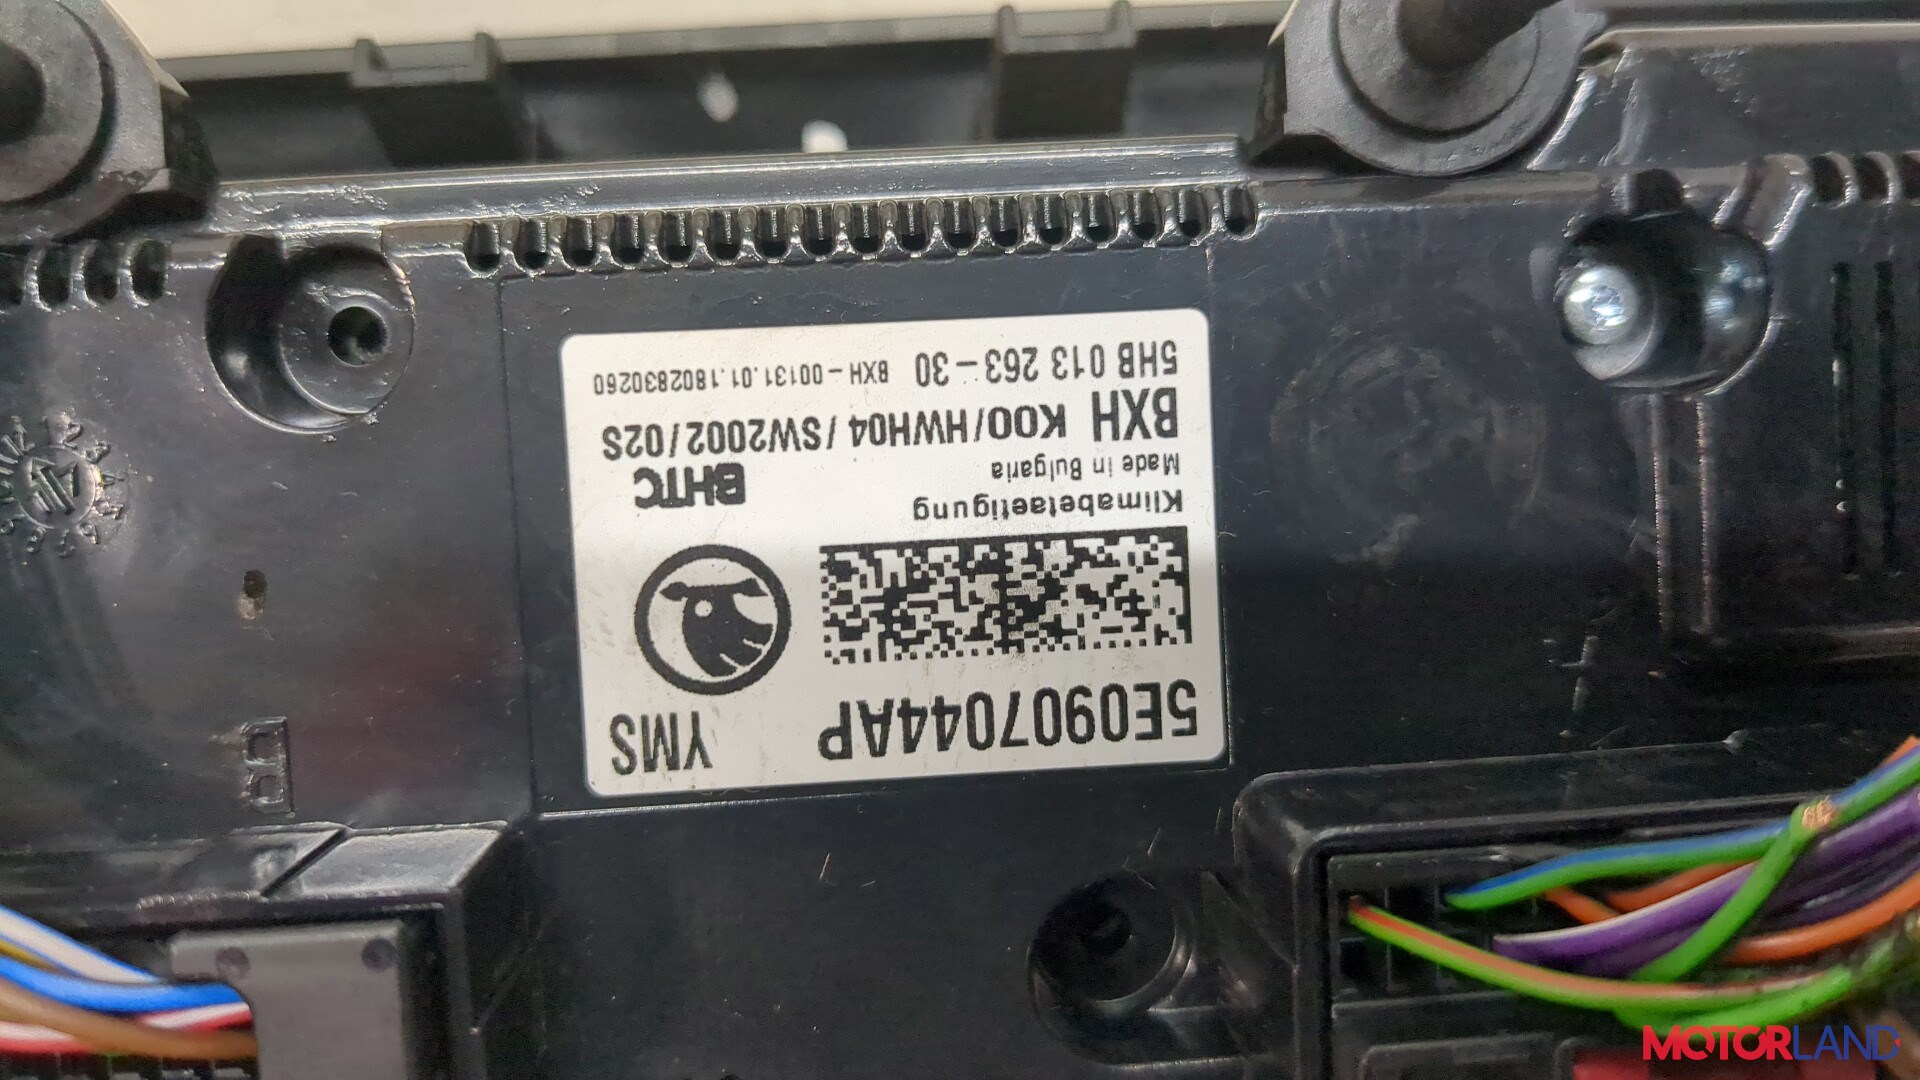 5E0907044AP YMS
Klimabetaetigung
Made in Bulgaria
BHTC
BXH K00/HWH04/SW2002/02S
5HB 013 263-30 BXH-00131.01.1802830260
17
MOTORLAND